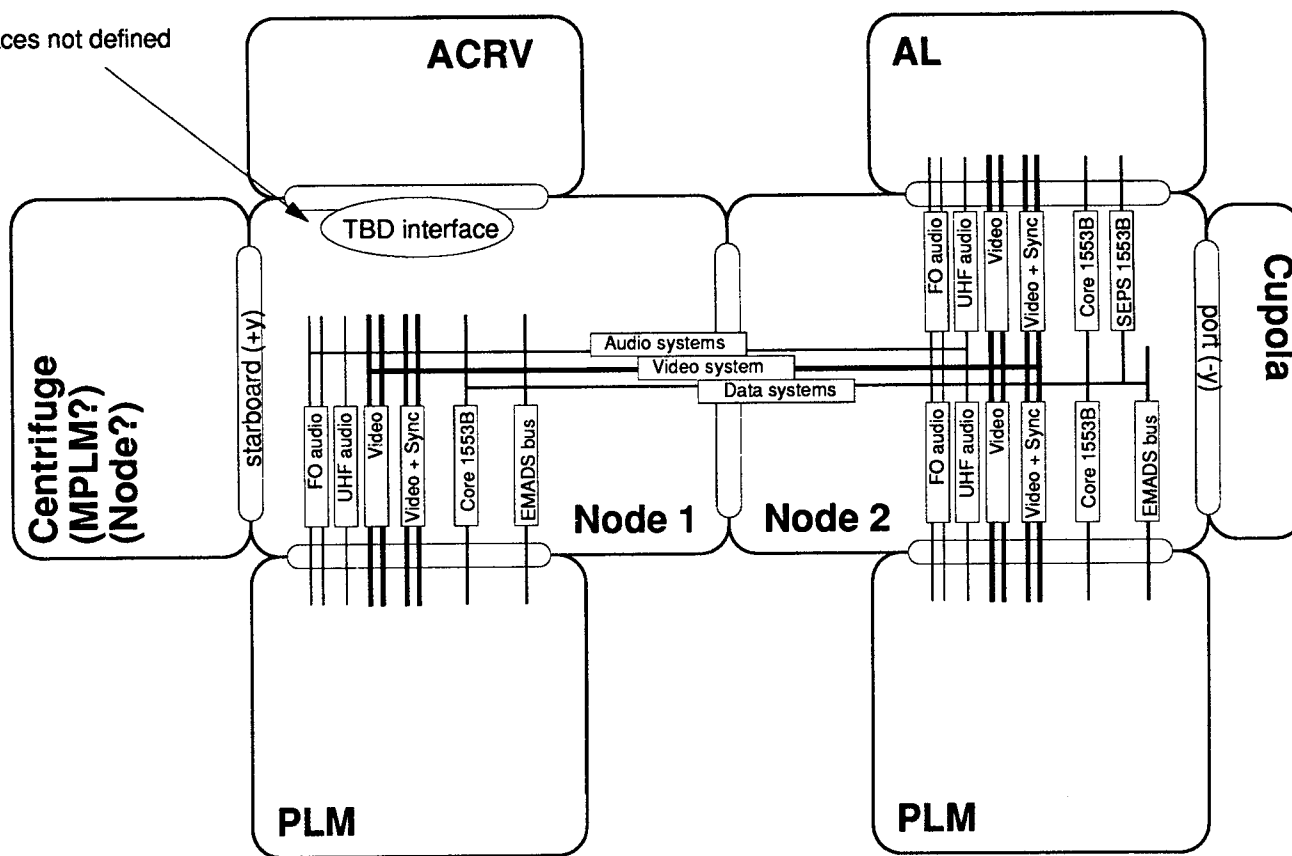 not defined
ACRV
AL
TBD interface
FO audio
UHF audio
Video
Video + Sync
Core 1553B
SEPS 1553B
Cupola
port (-y)
starboard (+y)
Centrifuge
(MPLM?)
(Node?)
Audio systems
Video system
Data systems
FO audio
UHF audio
Video
Video + Sync
Core 1553B
EMADS bus
FO audio
UHF audio
Video
Video + Sync
Core 1553B
EMADS bus
Node 1
Node 2
PLM
PLM